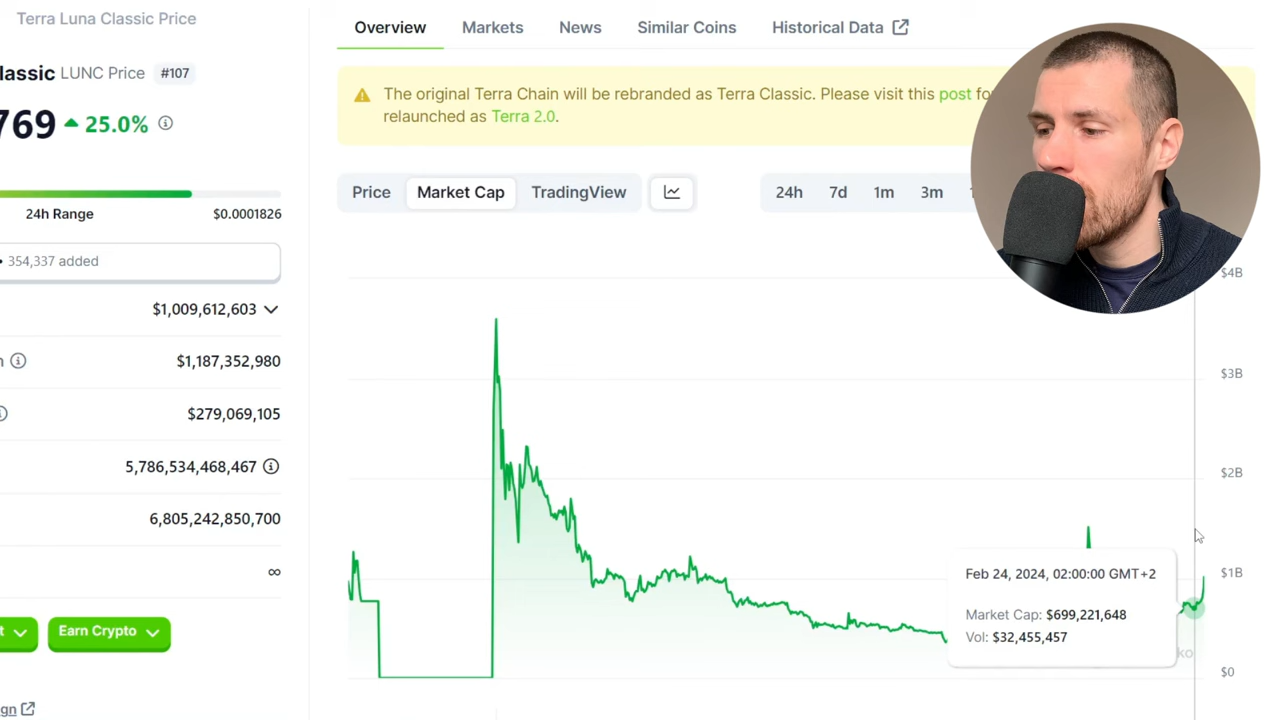 Terra Luna Classic Price
lassic LUNC Price #107
769 25.0%
24h Range $0.0001826
354,337 added
$1,009,612,603
$1,187,352,980
$279,069,105
5,786,534,468,467
6,805,242,850,700
∞
Earn Crypto
Overview Markets News Similar Coins Historical Data
The original Terra Chain will be rebranded as Terra Classic. Please visit this post
relaunched as Terra 2.0.
Price Market Cap TradingView 24h 7d 1m 3m
$4B
$3B
$2B
$1B
$0
Feb 24, 2024, 02:00:00 GMT+2
Market Cap: $699,221,648
Vol: $32,455,457